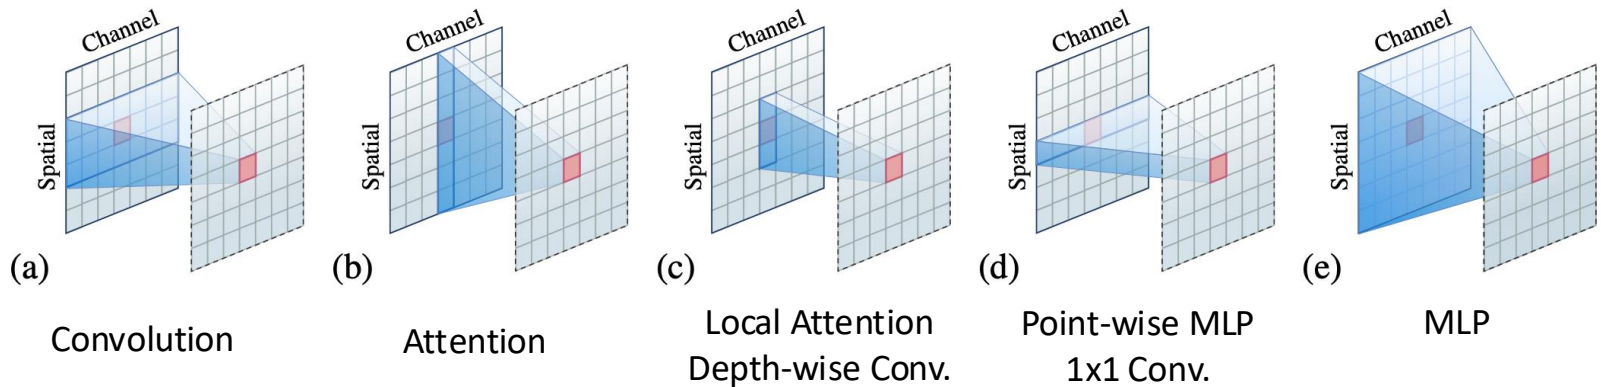 Channel
Spatial
(a)
Convolution
Channel
Spatial
(b)
Attention
Channel
Spatial
(c)
Local Attention
Depth-wise Conv.
Channel
Spatial
(d)
Point-wise MLP
1x1 Conv.
Channel
Spatial
(e)
MLP